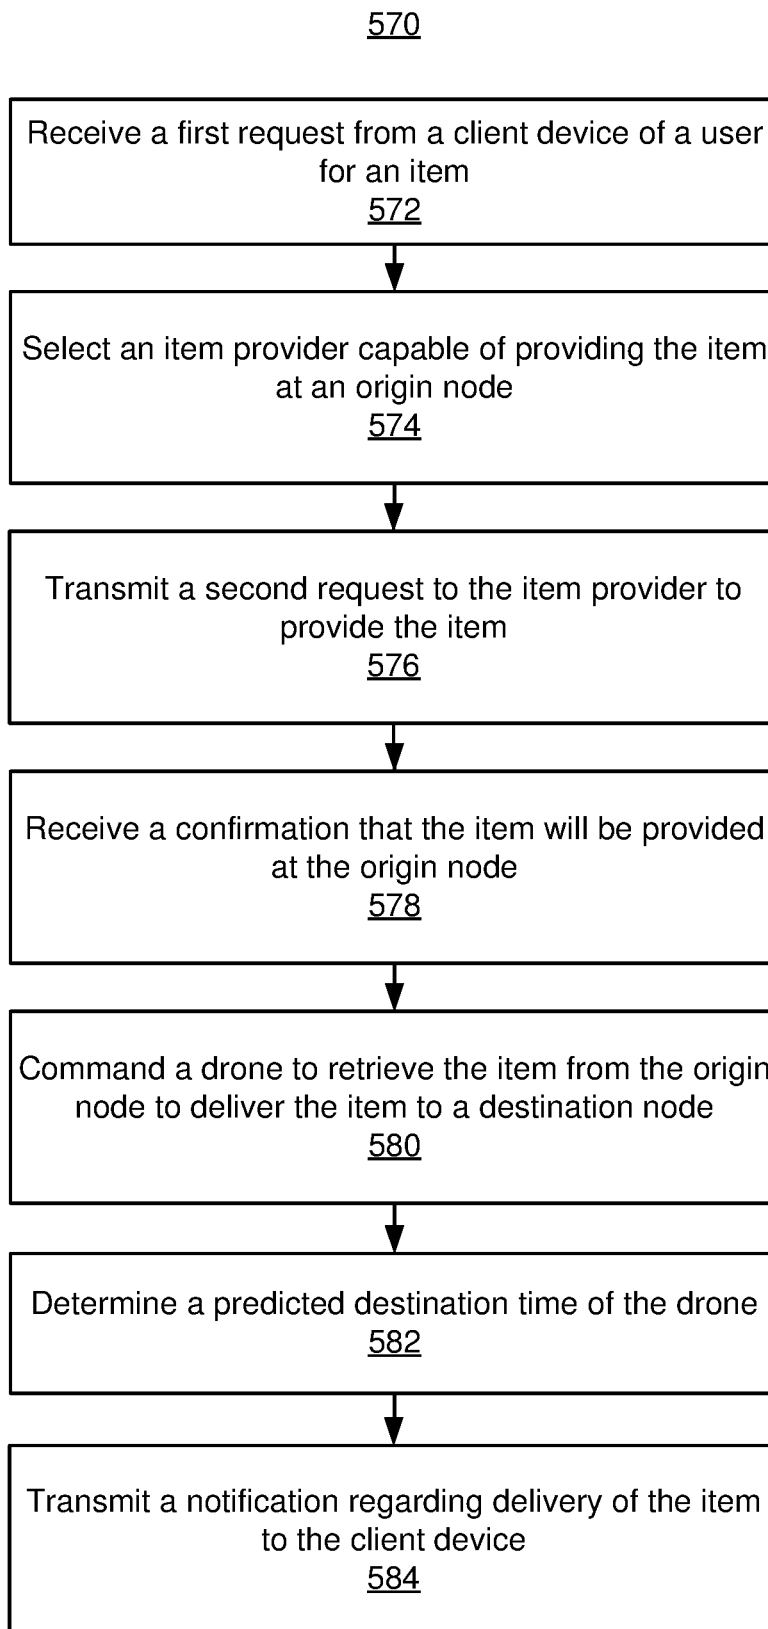 570
Receive a first request from a client device of a user
for an item
572
Select an item provider capable of providing the item
at an origin node
574
Transmit a second request to the item provider to
provide the item
576
Receive a confirmation that the item will be provided
at the origin node
578
Command a drone to retrieve the item from the origin
node to deliver the item to a destination node
580
Determine a predicted destination time of the drone
582
Transmit a notification regarding delivery of the item
to the client device
584